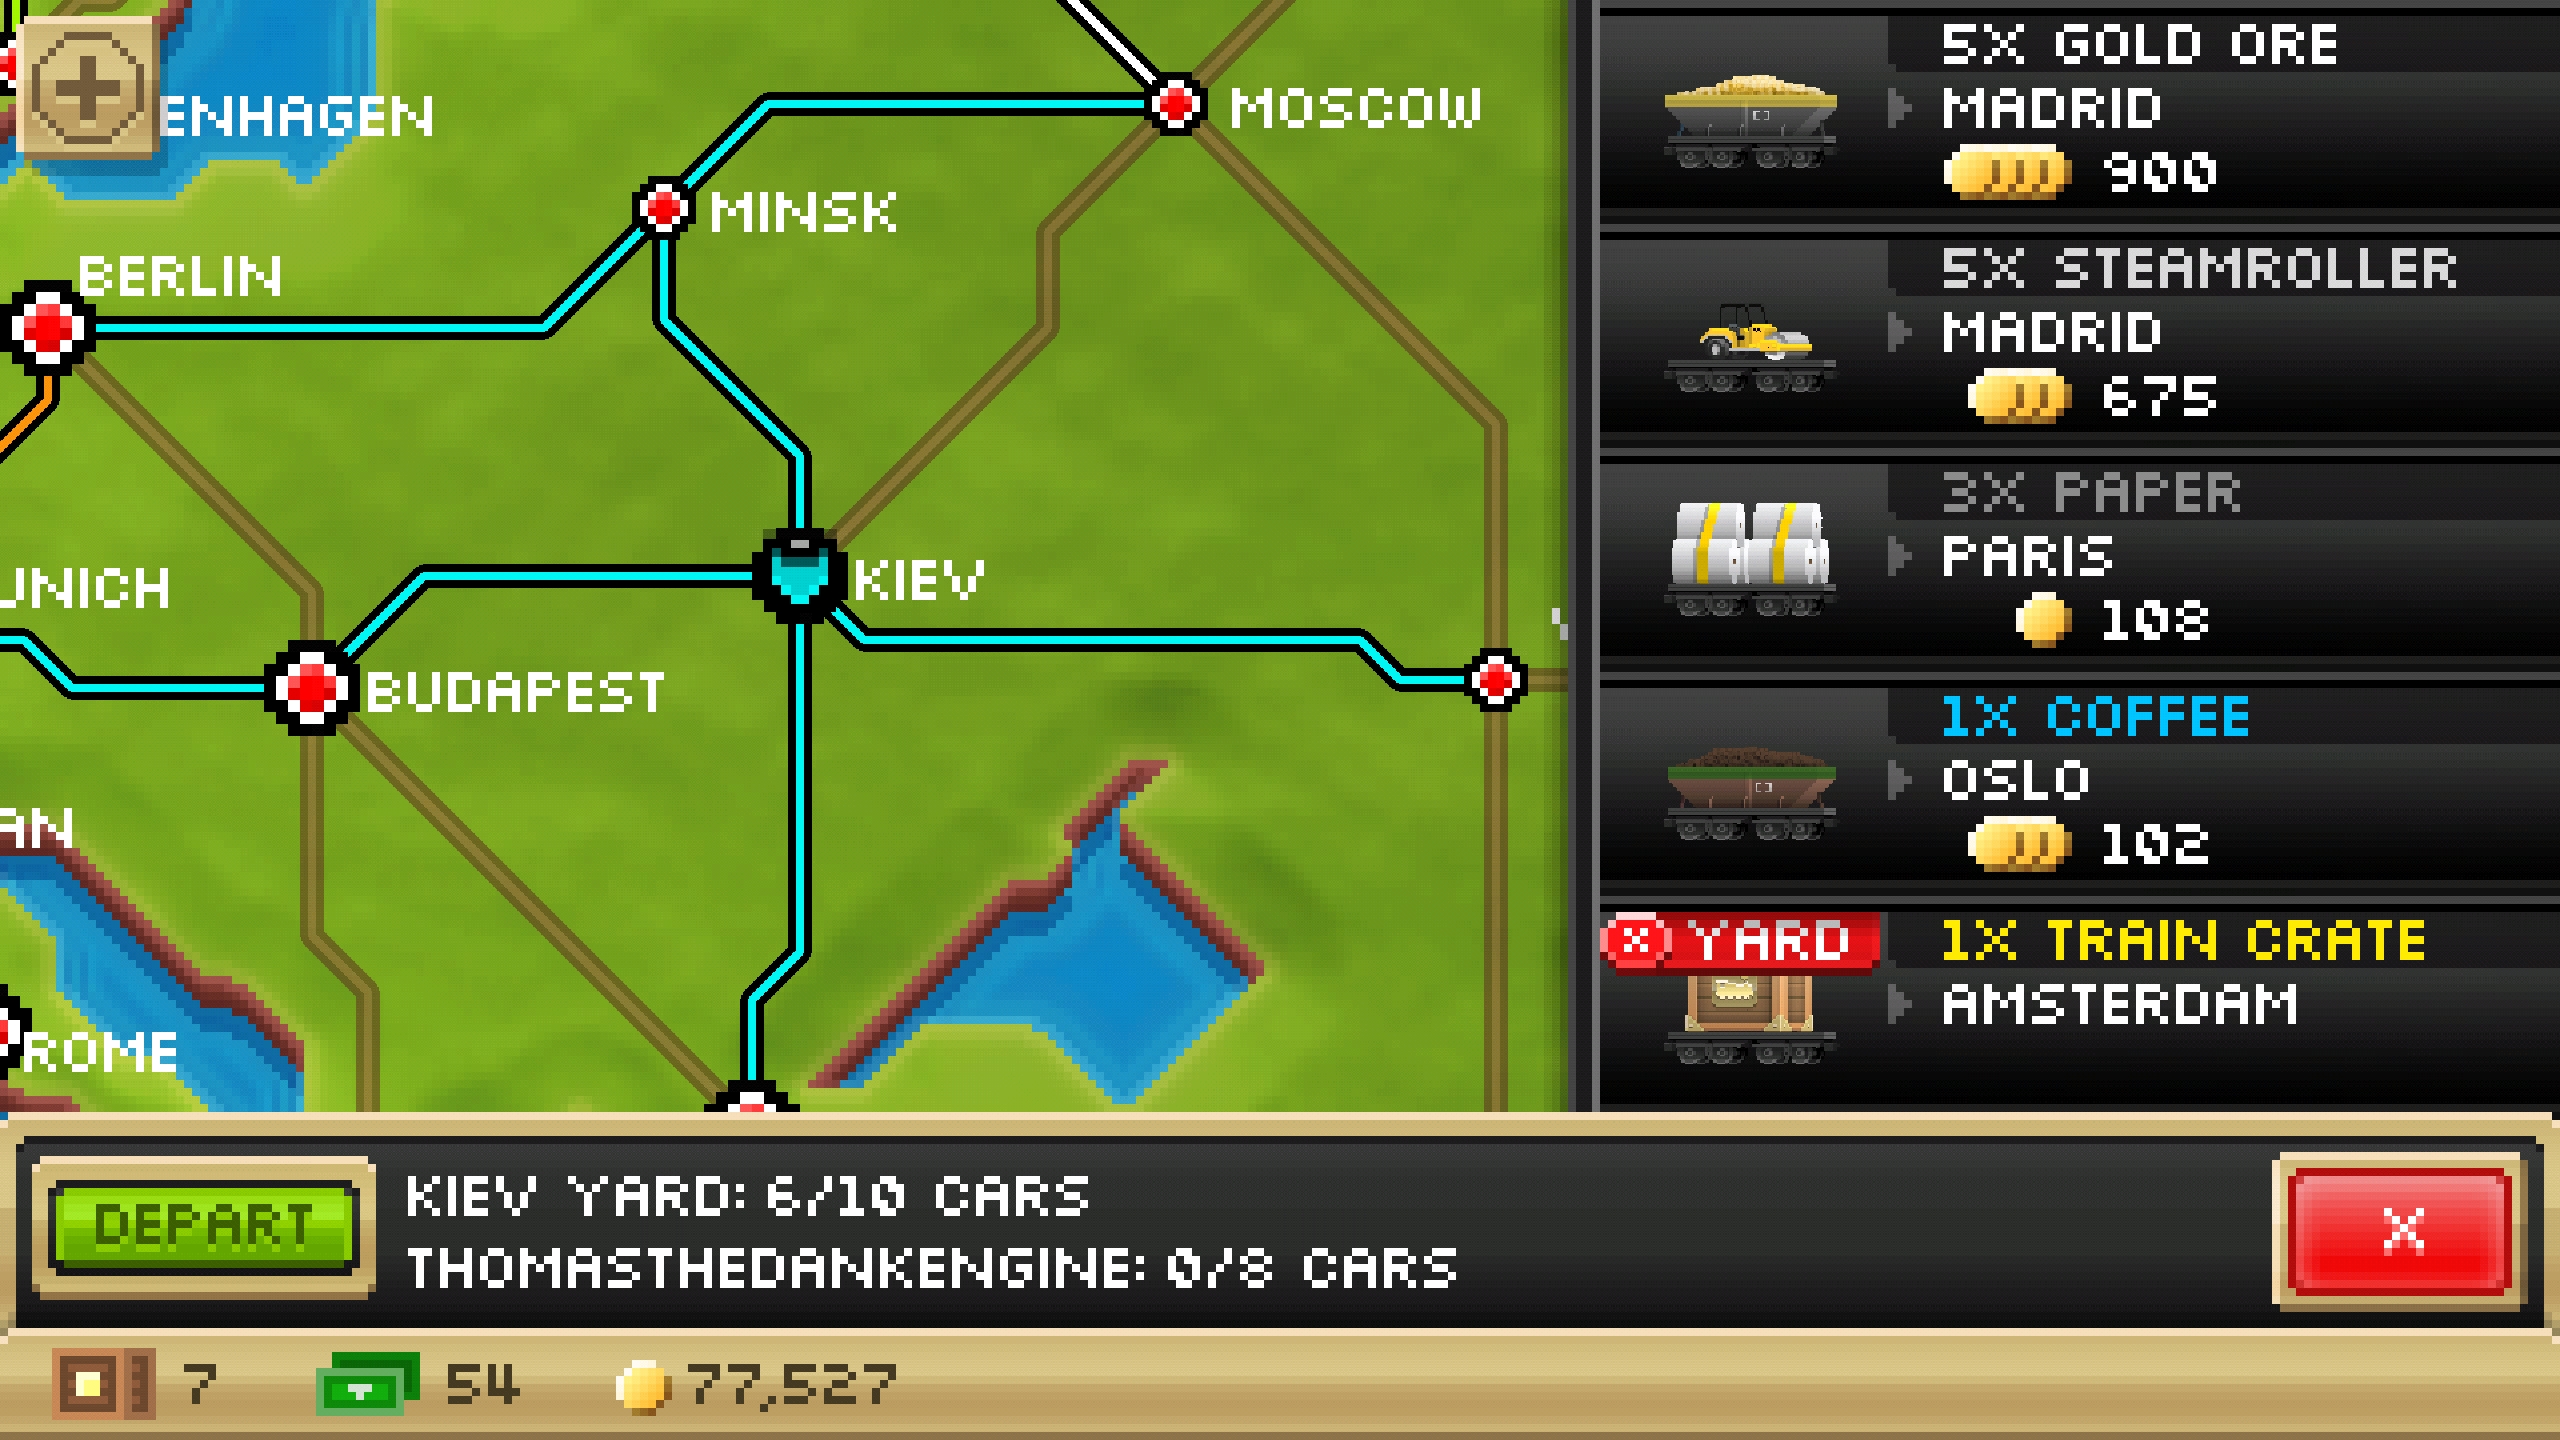 ENHAGEN
MOSCOW
MINSK
BERLIN
KIEV
UNICH
BUDAPEST
AN
ROME
5X GOLD ORE
MADRID
900
5X STEAMROLLER
MADRID
675
3X PAPER
PARIS
108
1X COFFEE
OSLO
102
X YARD
1X TRAIN CRATE
AMSTERDAM
DEPART
KIEV YARD: 6/10 CARS
THOMASTHEDANKENGINE: 0/8 CARS
X
7
54
77,527